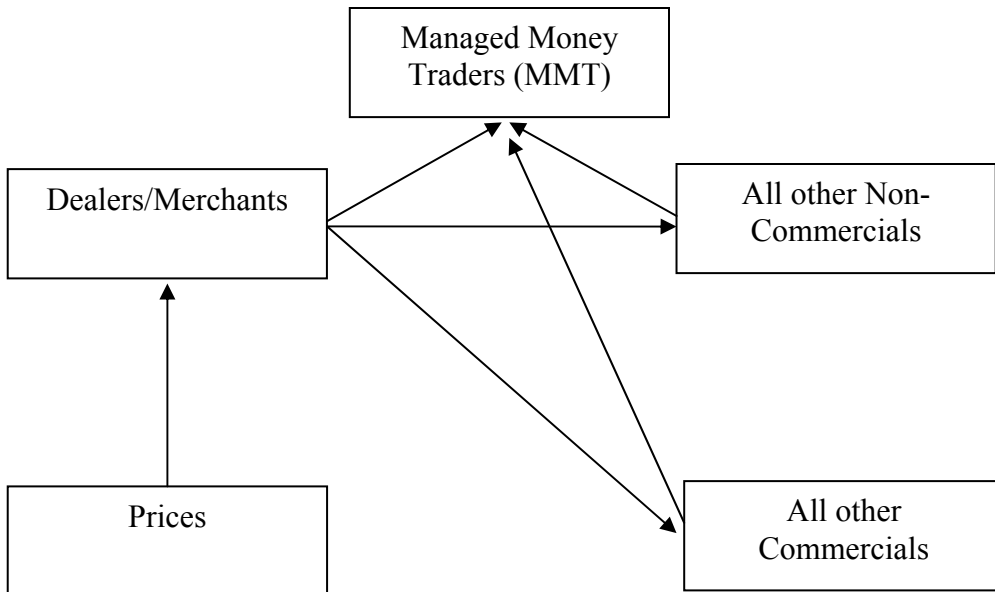 Managed Money
Traders (MMT)
Dealers/Merchants
All other Non-
Commercials
Prices
All other
Commercials